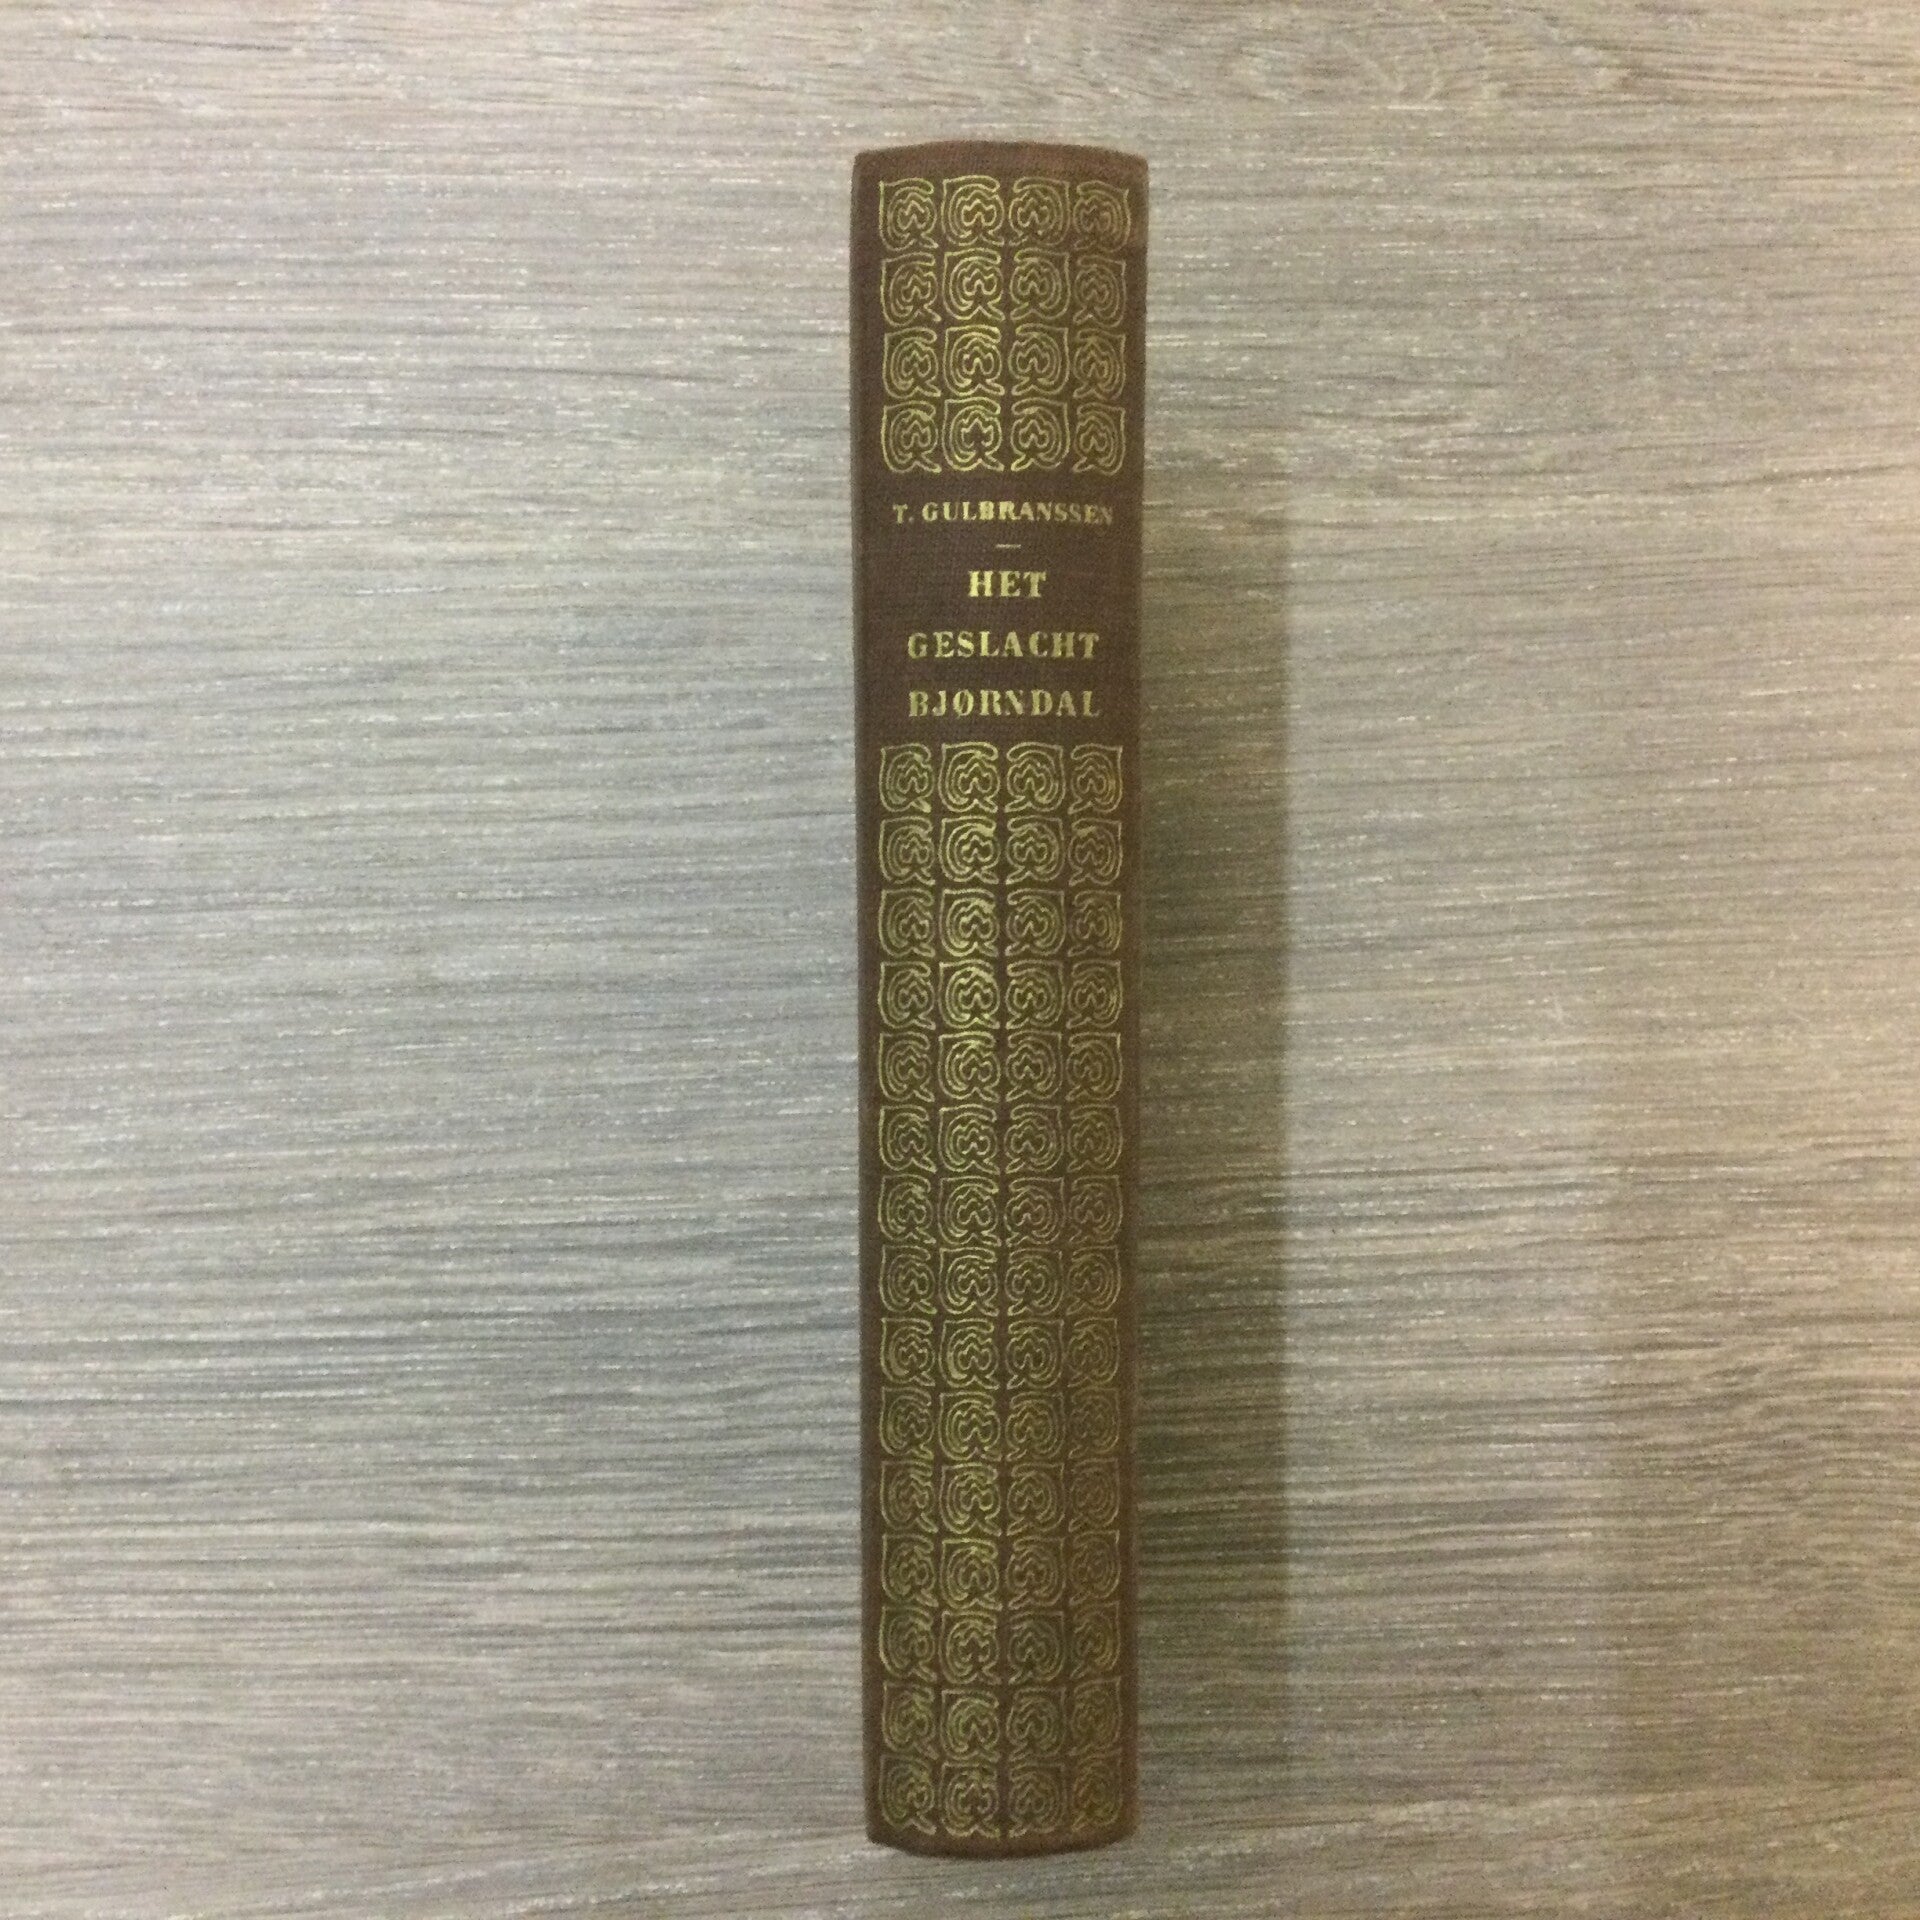 T. GULBRANSSEN
HET
GESLACHT
BJØRNDAL